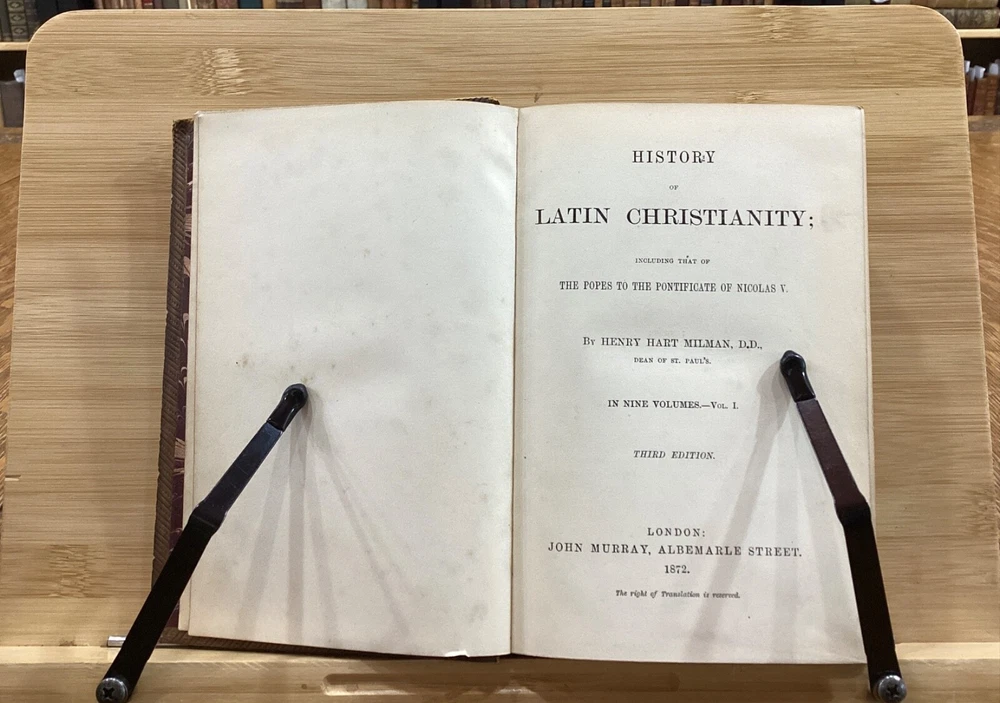 HISTORY
OF
LATIN CHRISTIANITY;
INCLUDING THAT OF
THE POPES TO THE PONTIFICATE OF NICOLAS V.
By HENRY HART MILMAN, D.D.,
DEAN OF ST. PAUL'S.
IN NINE VOLUMES.—Vol. I.
THIRD EDITION.
LONDON:
JOHN MURRAY, ALBEMARLE STREET.
1872.
The right of Translation is reserved.